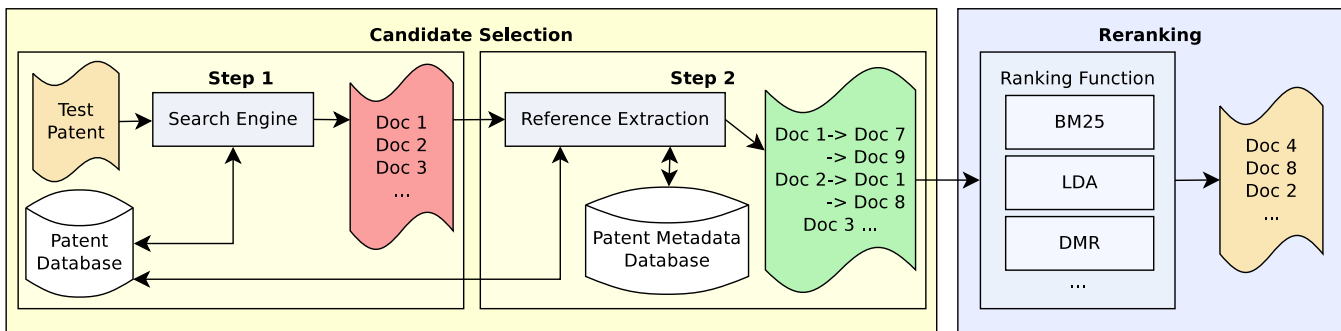 Candidate Selection
Step 1
Test
Patent
Search Engine
Doc 1
Doc 2
Doc 3
...
Patent
Database
Step 2
Reference Extraction
Patent Metadata
Database
Doc 1-> Doc 7
-> Doc 9
Doc 2-> Doc 1
-> Doc 8
Doc 3 ...
Reranking
Ranking Function
BM25
LDA
DMR
...
Doc 4
Doc 8
Doc 2
...